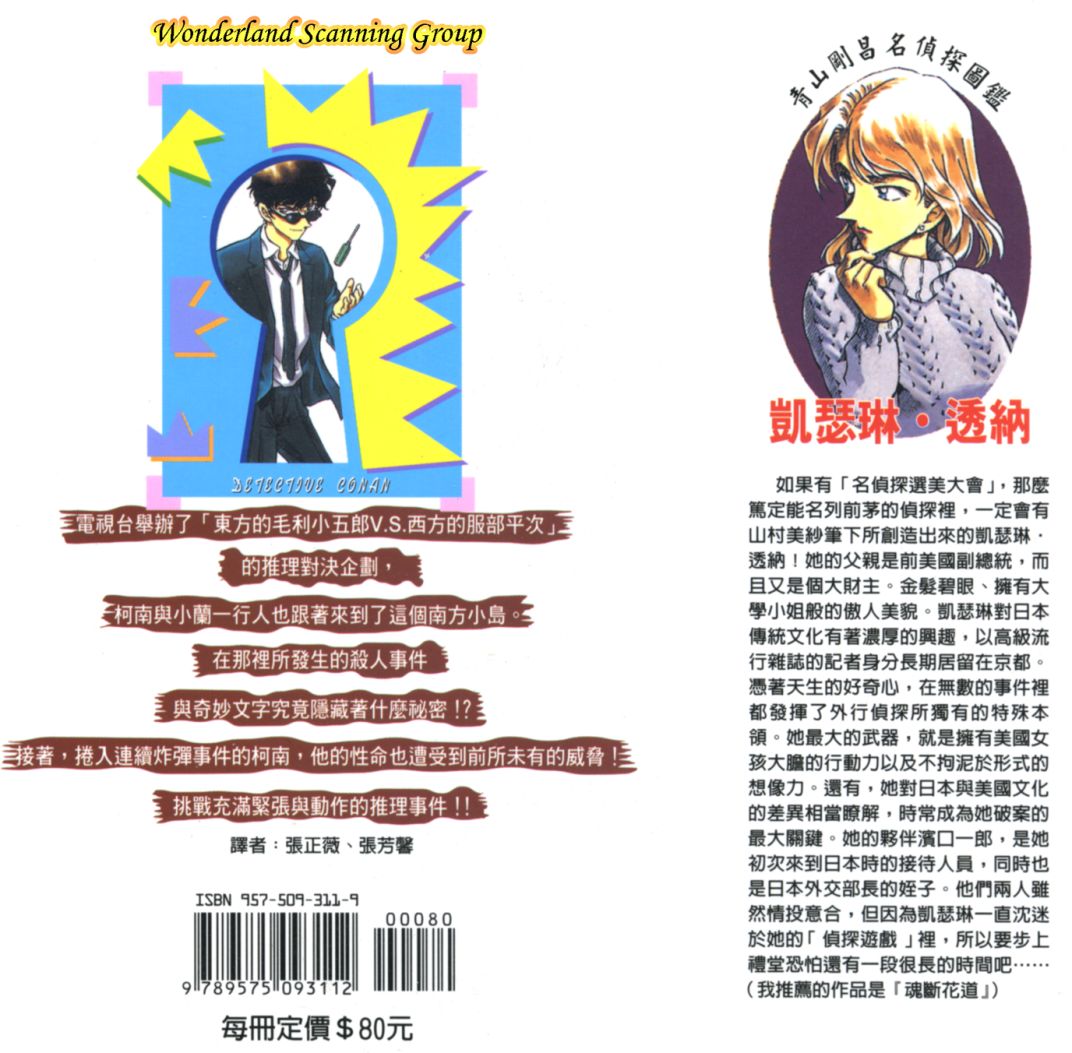 Wonderland Scanning Group
DETECTIVE CONAN
電視台舉辦了「東方的毛利小五郎V.S.西方的服部平次」
的推理對決企劃，
柯南與小蘭一行人也跟著來到了這個南方小島。
在那裡所發生的殺人事件
與奇妙文字究竟隱藏著什麼祕密！?
接著，捲入連續炸彈事件的柯南，他的性命也遭受到前所未有的威脅！
挑戰充滿緊張與動作的推理事件！！
譯者：張正薇、張芳馨
ISBN 957-509-311-9
00080
9 789575 093112
每冊定價＄80元
青山剛昌名偵探圖鑑
凱瑟琳・透納
如果有「名偵探選美大會」，那麼
篤定能名列前茅的偵探裡，一定會有
山村美紗筆下所創造出來的凱瑟琳・
透納！她的父親是前美國副總統，而
且又是個大財主。金髮碧眼、擁有大
學小姐般的傲人美貌。凱瑟琳對日本
傳統文化有著濃厚的興趣，以高級流
行雜誌的記者身分長期居留在京都。
憑著天生的好奇心，在無數的事件裡
都發揮了外行偵探所獨有的特殊本
領。她最大的武器，就是擁有美國女
孩大膽的行動力以及不拘泥於形式的
想像力。還有，她對日本與美國文化
的差異相當瞭解，時常成為她破案的
最大關鍵。她的夥伴濱口一郎，是她
初次來到日本時的接待人員，同時也
是日本外交部長的姪子。他們兩人雖
然情投意合，但因為凱瑟琳一直沈迷
於她的「偵探遊戲」裡，所以要步上
禮堂恐怕還有一段很長的時間吧……
（我推薦的作品是『魂斷花道』）